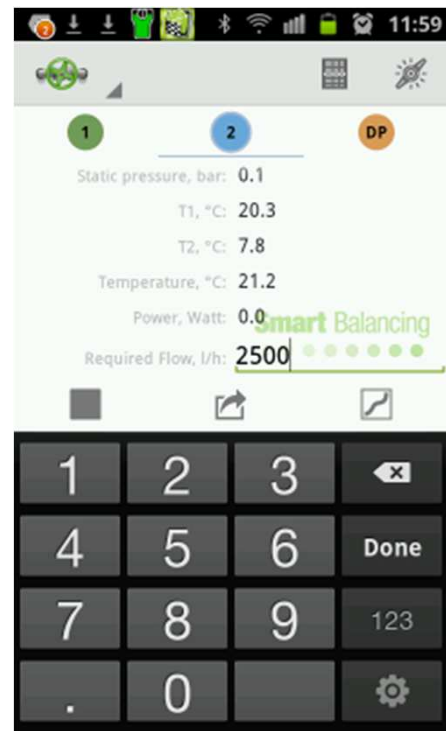 2 11:59
1 2 DP
Static pressure, bar: 0.1
T1, °C: 20.3
T2, °C: 7.8
Temperature, °C: 21.2
Power, Watt: 0.0
Smart Balancing
Required Flow, l/h: 2500
1 2 3
4 5 6 Done
7 8 9 123
. 0